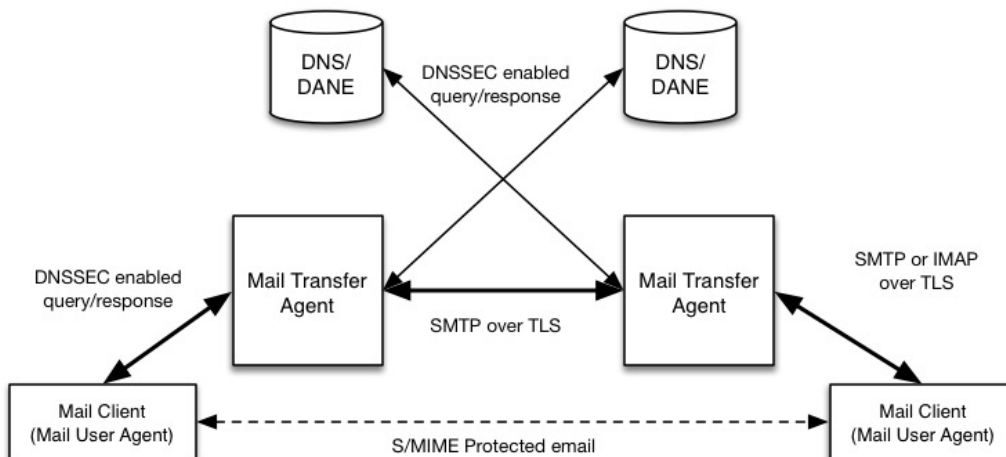 DNS/
DANE
DNSSEC enabled
query/response
DNS/
DANE
Mail Transfer
Agent
Mail Transfer
Agent
DNSSEC enabled
query/response
SMTP or IMAP
over TLS
SMTP over TLS
Mail Client
(Mail User Agent)
Mail Client
(Mail User Agent)
S/MIME Protected email